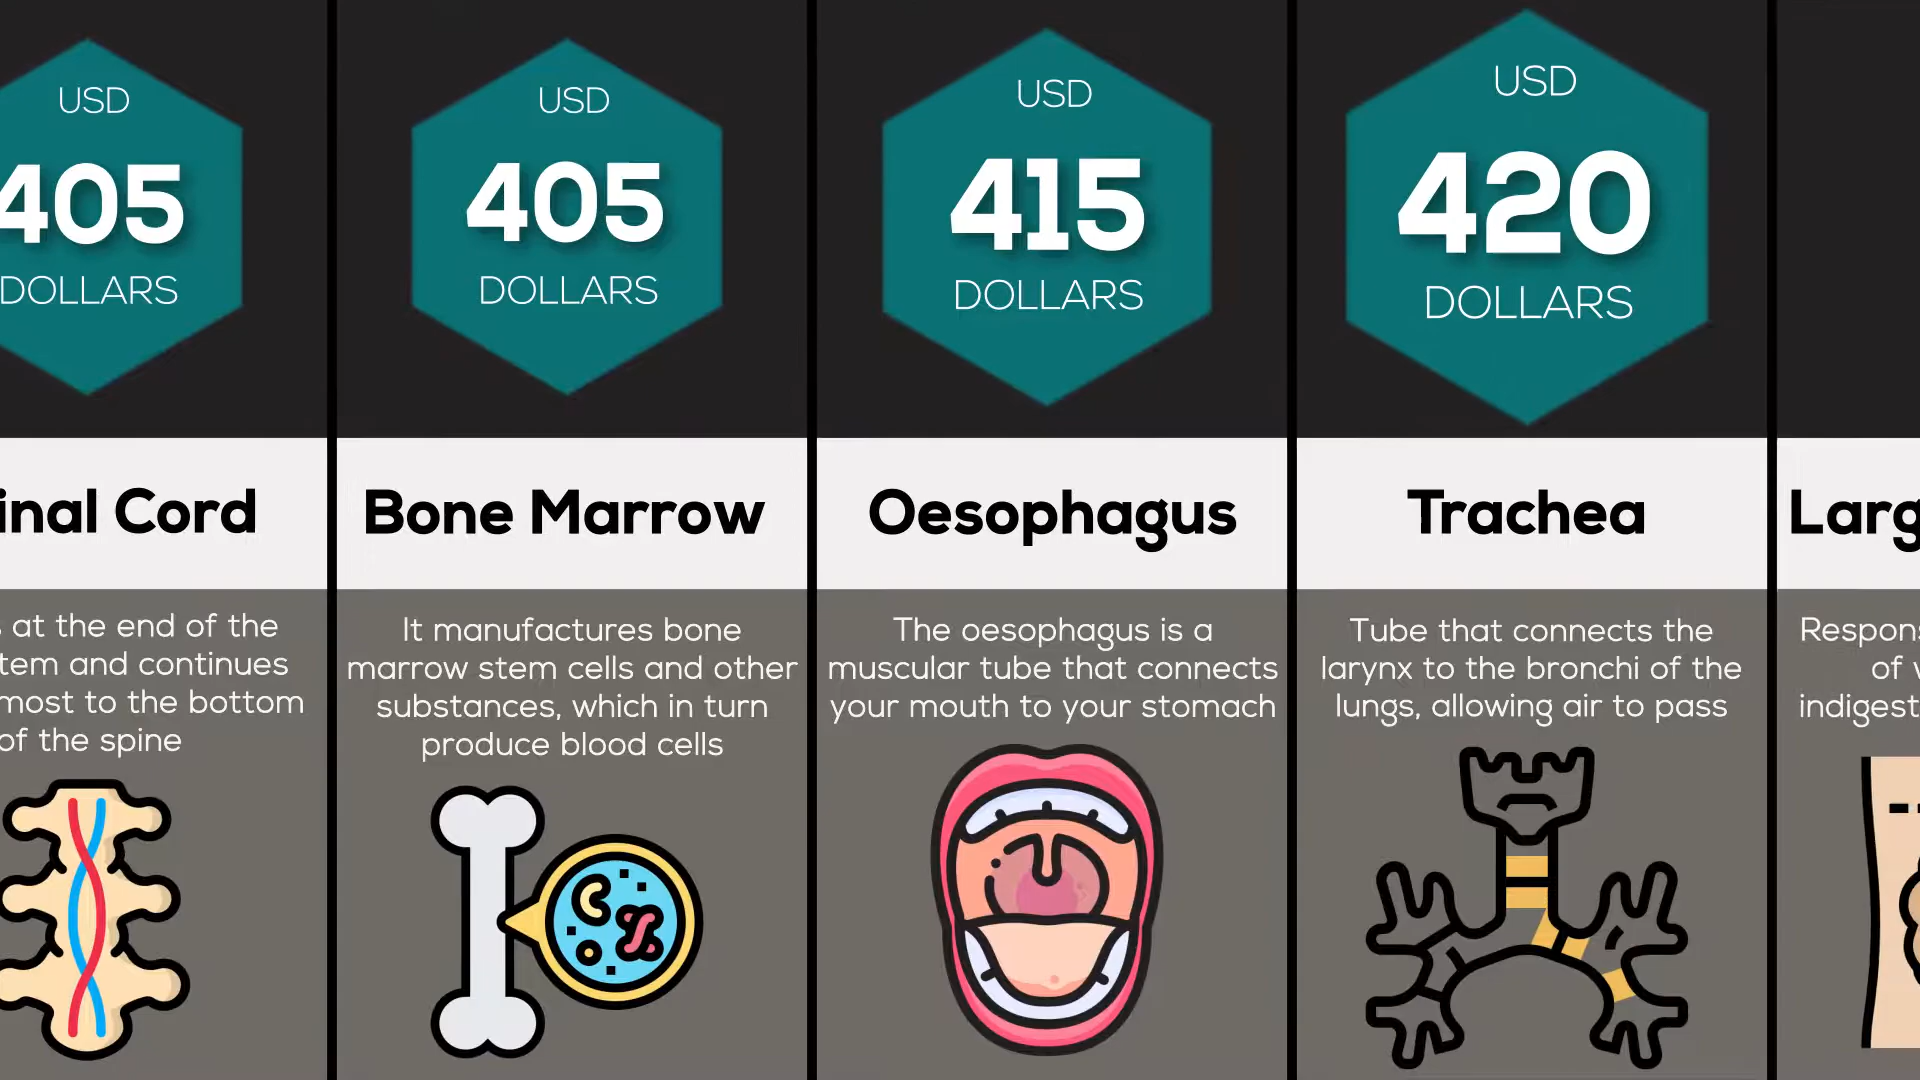 USD
405
DOLLARS
inal Cord
at the end of the
tem and continues
most to the bottom
of the spine
USD
405
DOLLARS
Bone Marrow
It manufactures bone
marrow stem cells and other
substances, which in turn
produce blood cells
USD
415
DOLLARS
Oesophagus
The oesophagus is a
muscular tube that connects
your mouth to your stomach
USD
420
DOLLARS
Trachea
Tube that connects the
larynx to the bronchi of the
lungs, allowing air to pass
Larg
Respons
of
indigest